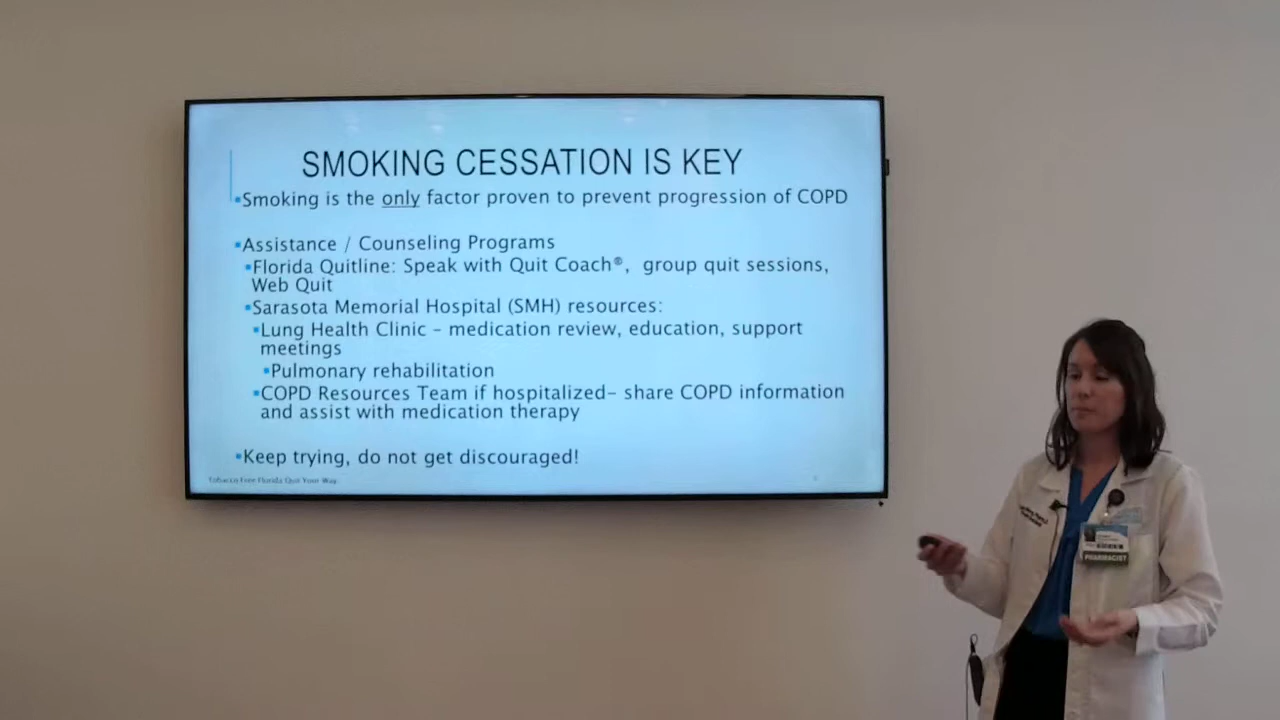 SMOKING CESSATION IS KEY
▪Smoking is the only factor proven to prevent progression of COPD
▪Assistance / Counseling Programs
▪Florida Quitline: Speak with Quit Coach®, group quit sessions,
Web Quit
▪Sarasota Memorial Hospital (SMH) resources:
▪Lung Health Clinic – medication review, education, support
meetings
▪Pulmonary rehabilitation
▪COPD Resources Team if hospitalized– share COPD information
and assist with medication therapy
▪Keep trying, do not get discouraged!
Tobacco Free Florida Quit Your Way
PHARMACIST